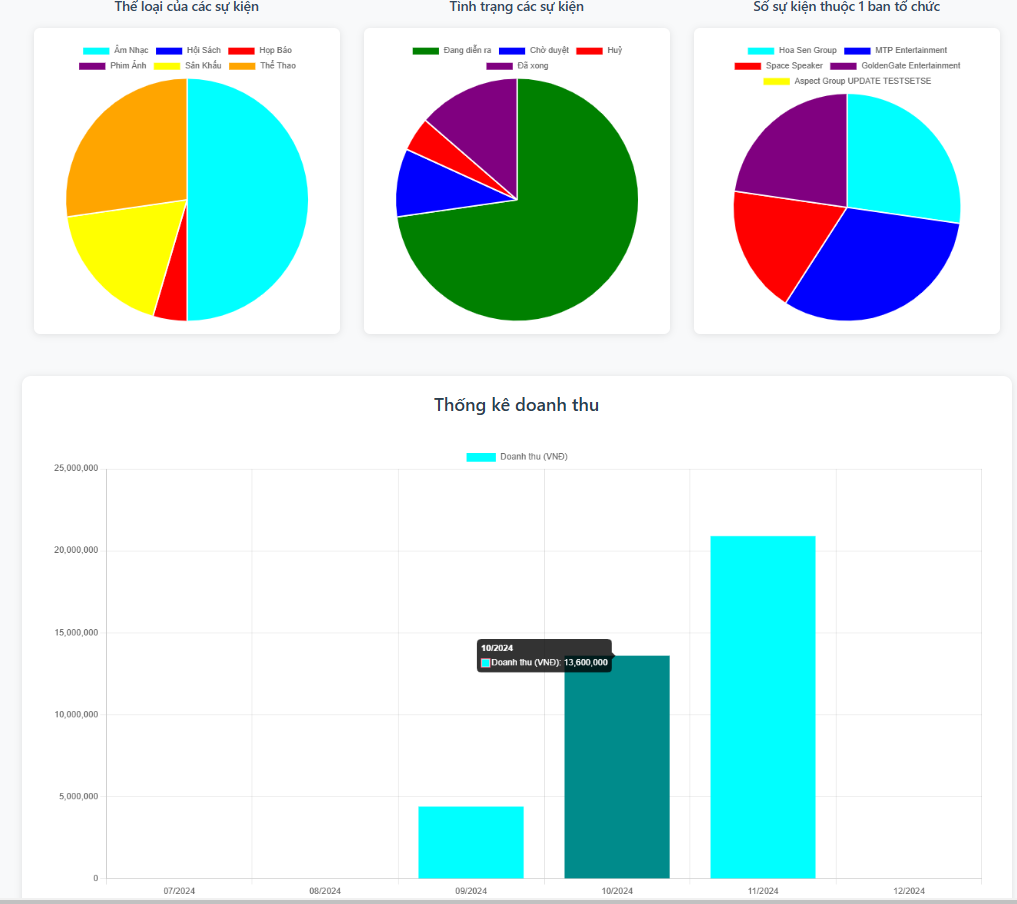 Thể loại của các sự kiện
Tình trạng các sự kiện
Số sự kiện thuộc 1 ban tổ chức
Âm Nhạc Hội Sách Họp Báo
Phim Ảnh Sân Khấu Thể Thao
Đang diễn ra Chờ duyệt Huỷ
Đã xong
Hoa Sen Group MTP Entertainment
Space Speaker GoldenGate Entertainment
Aspect Group UPDATE TESTSETSE
Thống kê doanh thu
Doanh thu (VNĐ)
25,000,000
20,000,000
15,000,000
10,000,000
5,000,000
0
10/2024
Doanh thu (VNĐ): 13,600,000
07/2024 08/2024 09/2024 10/2024 11/2024 12/2024